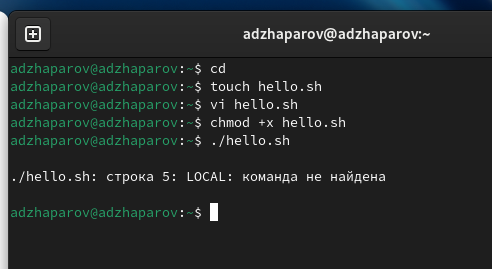 adzhaparov@adzhaparov:~
adzhaparov@adzhaparov:~$ cd
adzhaparov@adzhaparov:~$ touch hello.sh
adzhaparov@adzhaparov:~$ vi hello.sh
adzhaparov@adzhaparov:~$ chmod +x hello.sh
adzhaparov@adzhaparov:~$ ./hello.sh
./hello.sh: строка 5: LOCAL: команда не найдена
adzhaparov@adzhaparov:~$